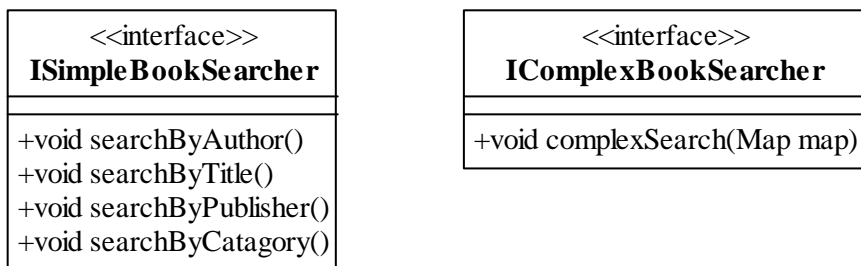 <<interface>>
ISimpleBookSearcher
+void searchByAuthor()
+void searchByTitle()
+void searchByPublisher()
+void searchByCatagory()
<<interface>>
IComplexBookSearcher
+void complexSearch(Map map)